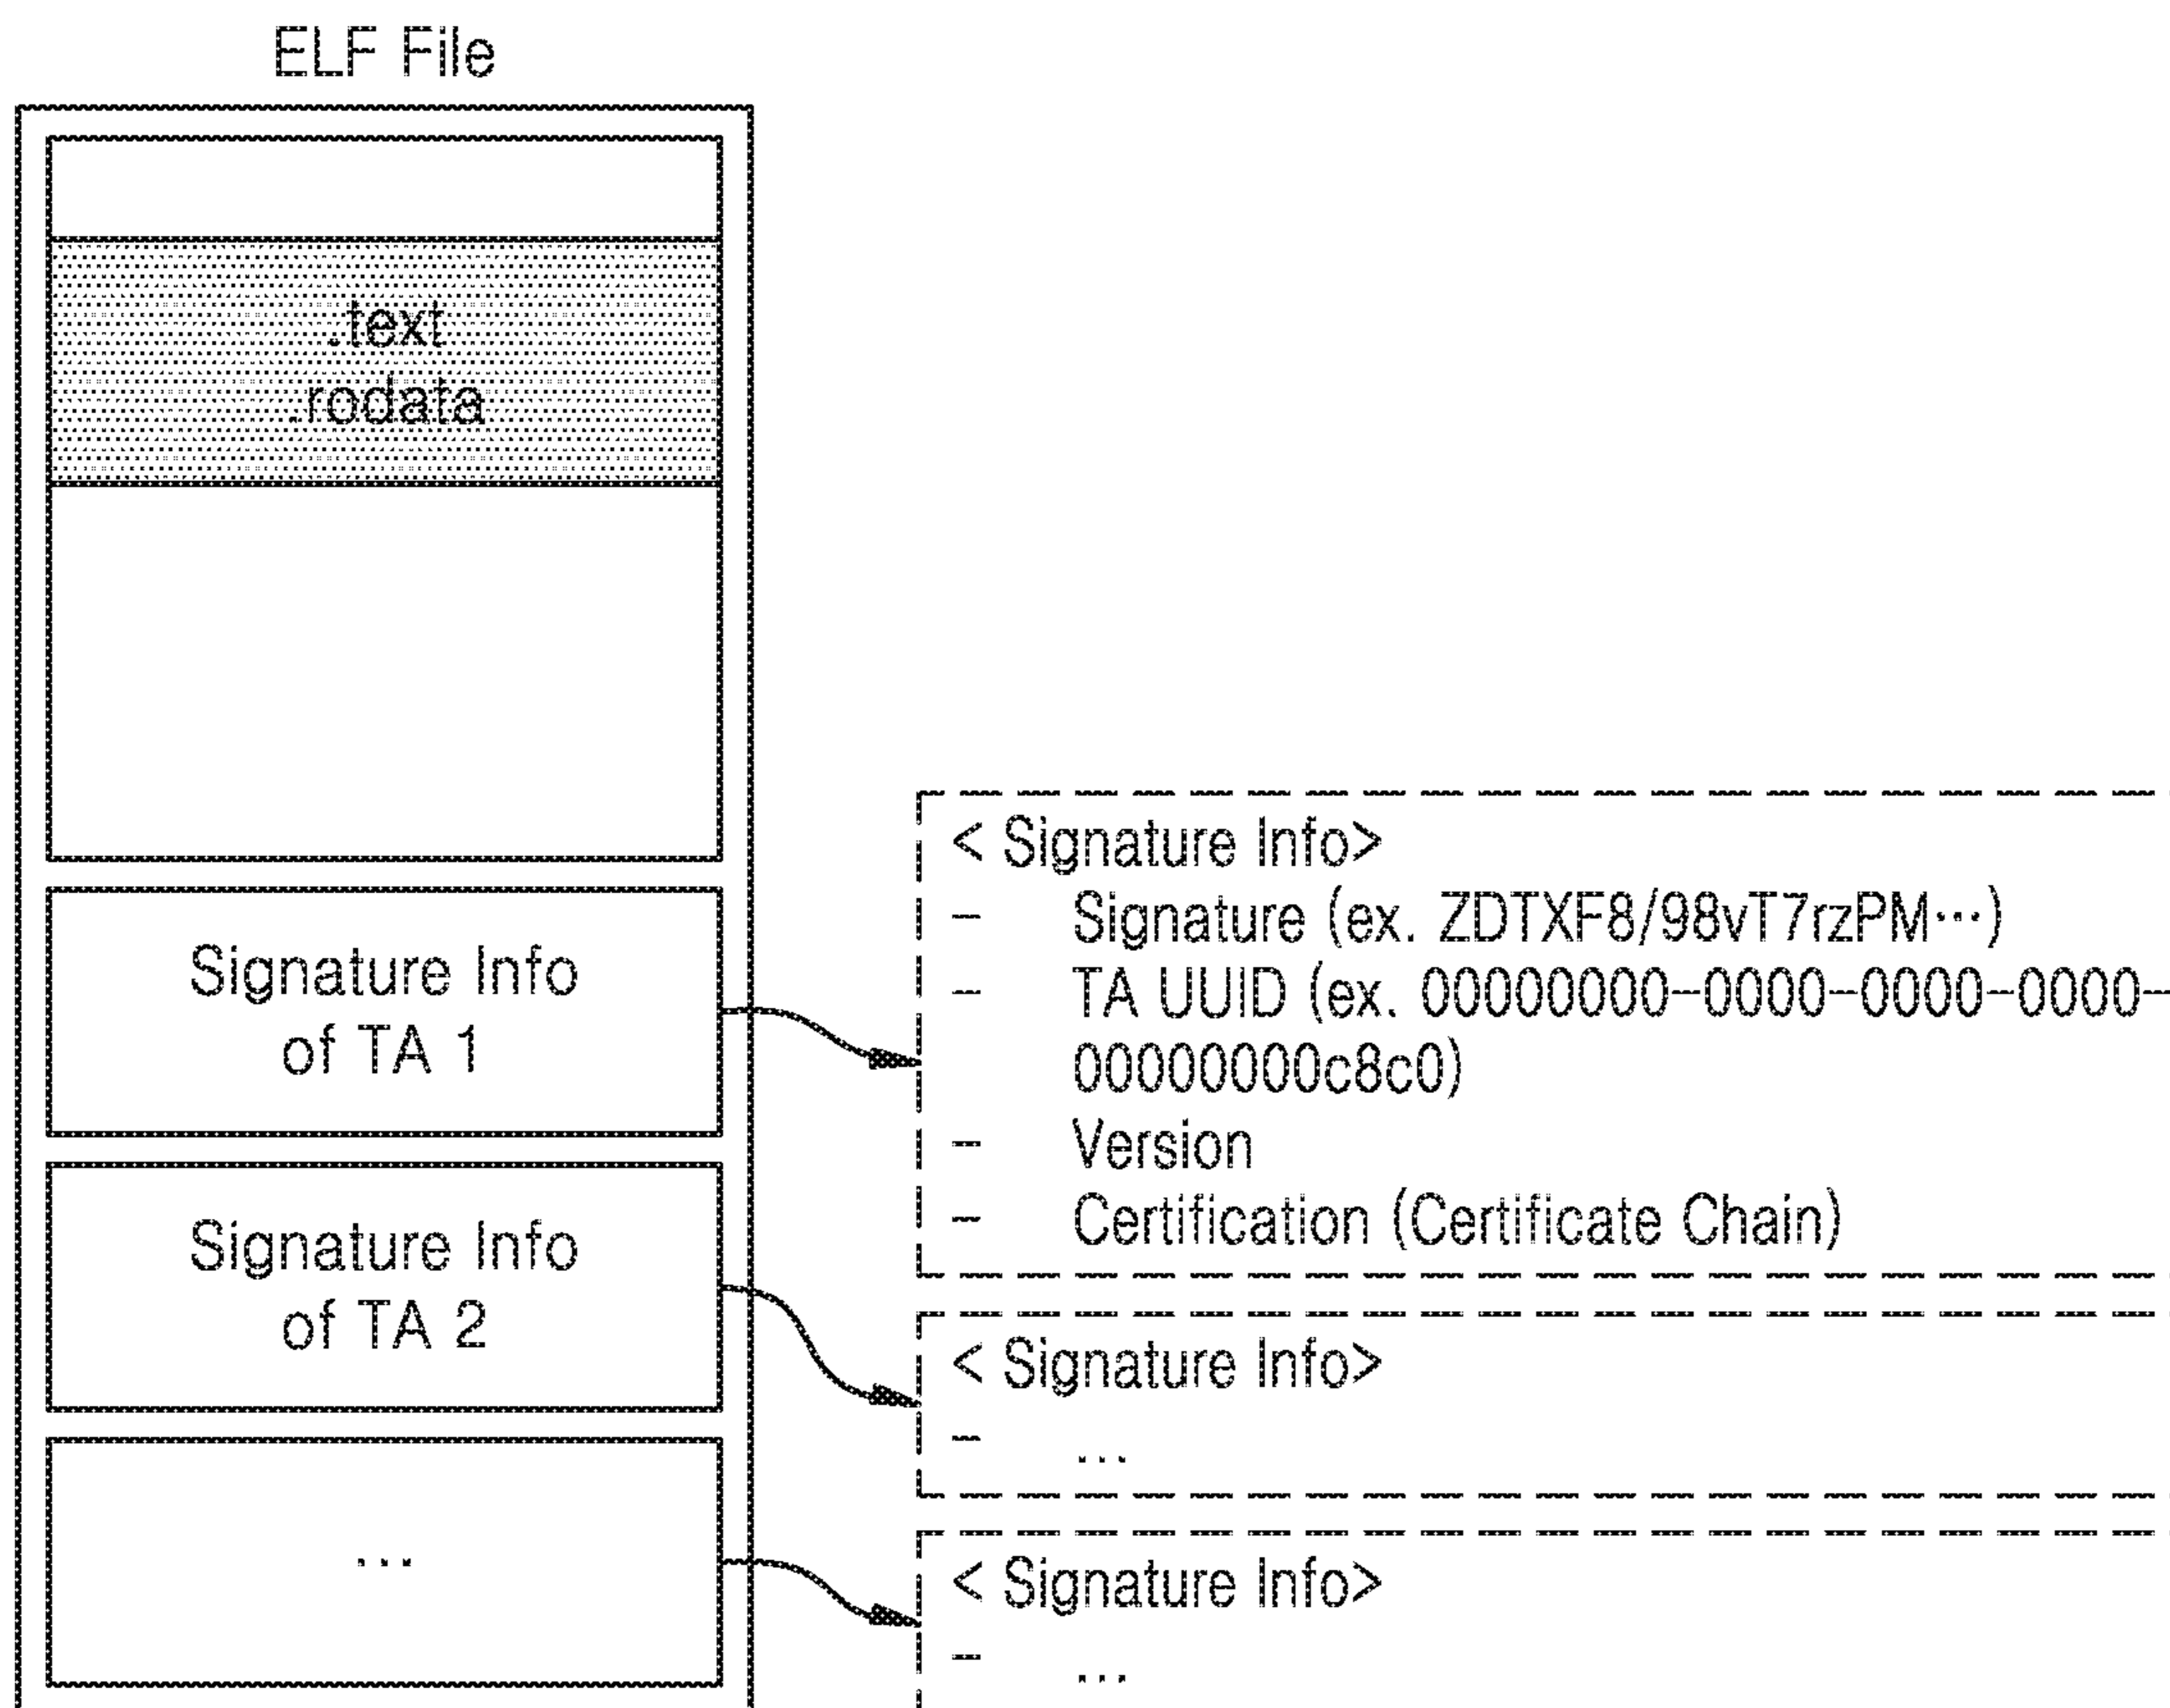 ELF File
.text
.rodata
Signature Info
of TA 1
Signature Info
of TA 2
...
< Signature Info>
- Signature (ex. ZDTXF8/98vT7rzPM···)
- TA UUID (ex. 00000000-0000-0000-0000-
00000000c8c0)
- Version
- Certification (Certificate Chain)
< Signature Info>
- ...
< Signature Info>
- ...